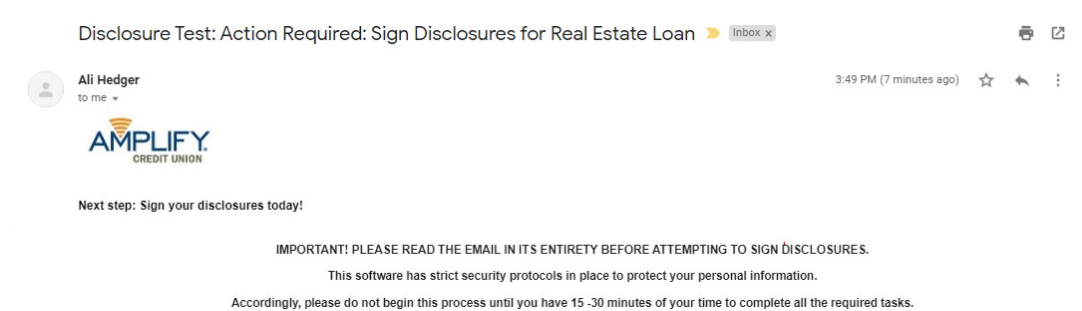 Disclosure Test: Action Required: Sign Disclosures for Real Estate Loan Inbox x
Ali Hedger 3:49 PM (7 minutes ago)
to me
AMPLIFY.
CREDIT UNION
Next step: Sign your disclosures today!
IMPORTANT! PLEASE READ THE EMAIL IN ITS ENTIRETY BEFORE ATTEMPTING TO SIGN DISCLOSURES.
This software has strict security protocols in place to protect your personal information.
Accordingly, please do not begin this process until you have 15 -30 minutes of your time to complete all the required tasks.